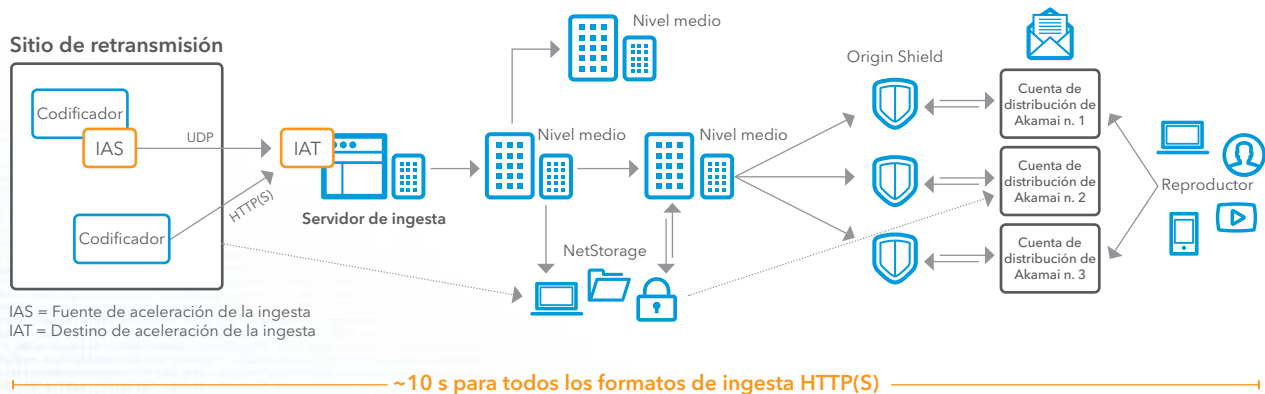 Sitio de retransmisión
Codificador
IAS
UDP
HTTP(S)
Codificador
IAS = Fuente de aceleración de la ingesta
IAT = Destino de aceleración de la ingesta
IAT
Servidor de ingesta
Nivel medio
Nivel medio
Nivel medio
NetStorage
Origin Shield
Cuenta de
distribución de
Akamai n. 1
Cuenta de
distribución de
Akamai n. 2
Cuenta de
distribución de
Akamai n. 3
Reproductor
~10 s para todos los formatos de ingesta HTTP(S)